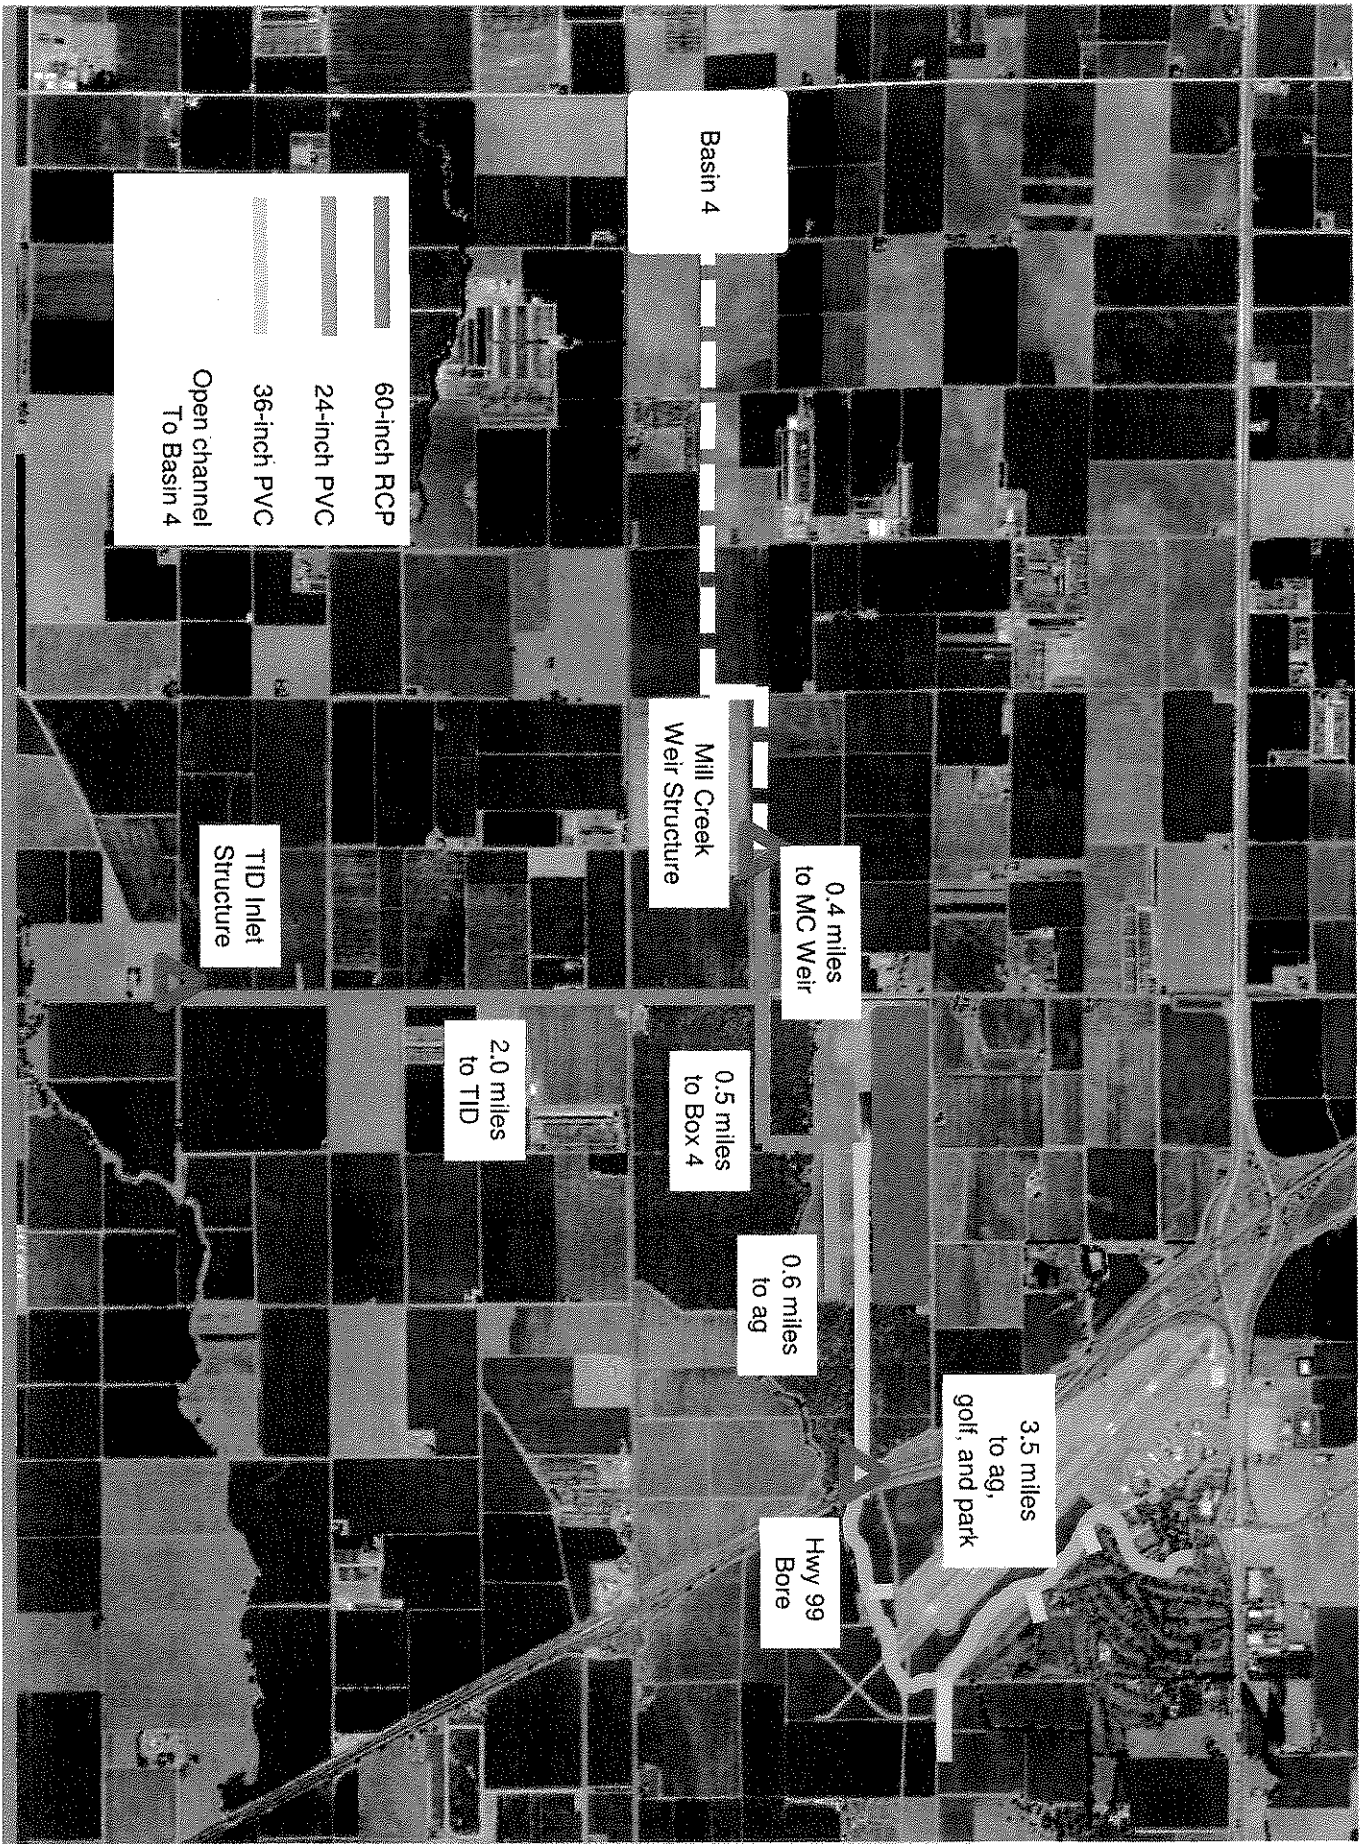 Basin 4
60-inch RCP
24-inch PVC
36-inch PVC
Open channel
To Basin 4
Mill Creek
Weir Structure
0.4 miles
to MC Weir
TID Inlet
Structure
2.0 miles
to TID
0.5 miles
to Box 4
0.6 miles
to ag
3.5 miles
to ag,
golf, and park
Hwy 99
Bore